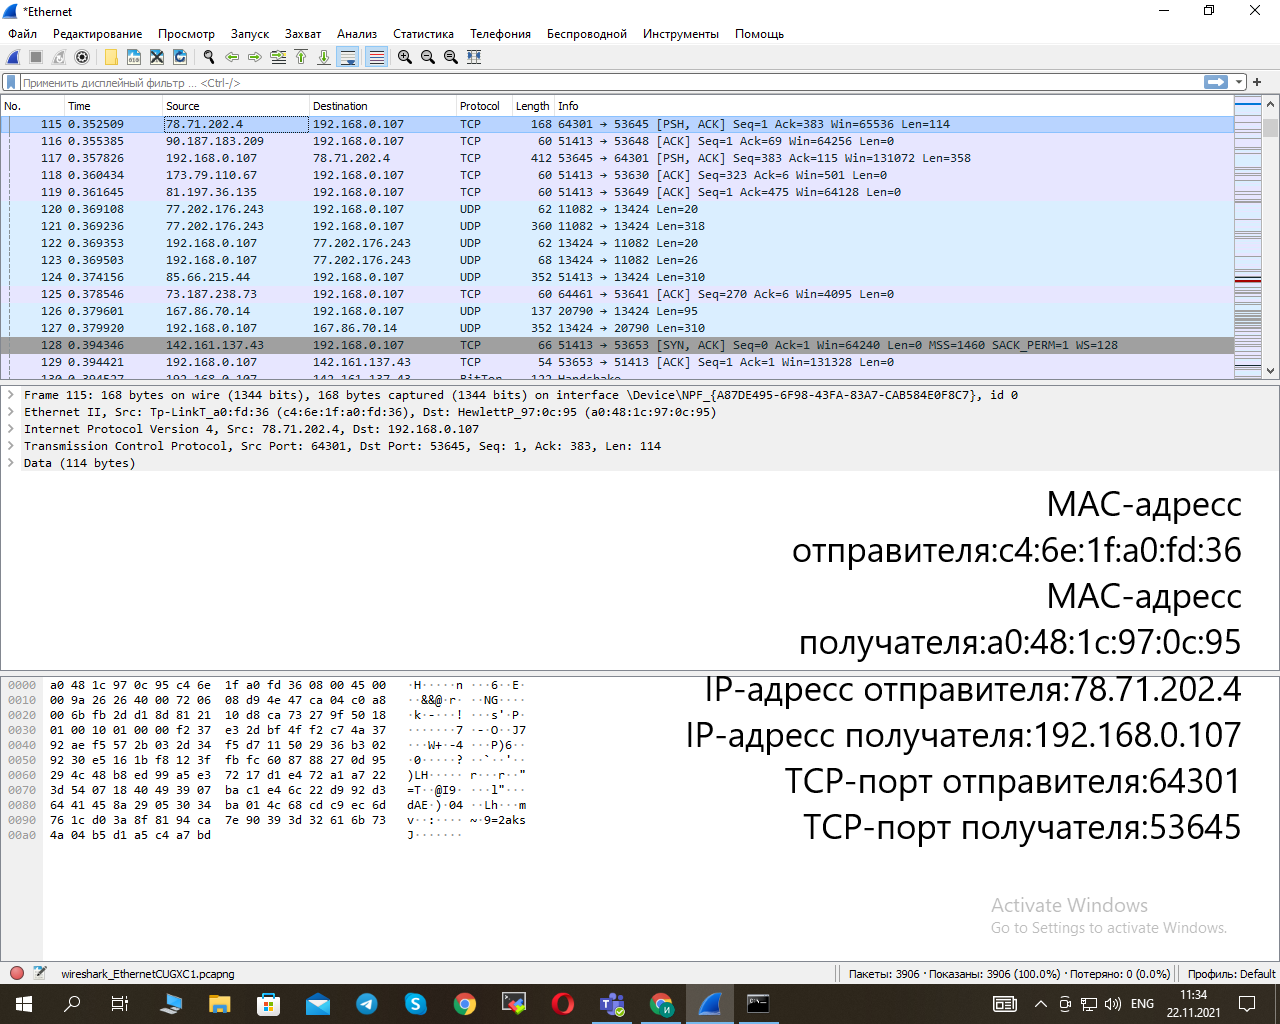 *Ethernet
Файл Редактирование Просмотр Запуск Захват Анализ Статистика Телефония Беспроводной Инструменты Помощь
Применить дисплейный фильтр ... <Ctrl-/>
No. Time Source Destination Protocol Length Info
115 0.352509 78.71.202.4 192.168.0.107 TCP 168 64301 → 53645 [PSH, ACK] Seq=1 Ack=383 Win=65536 Len=114
116 0.355385 90.187.183.209 192.168.0.107 TCP 60 51413 → 53648 [ACK] Seq=1 Ack=69 Win=64256 Len=0
117 0.357826 192.168.0.107 78.71.202.4 TCP 412 53645 → 64301 [PSH, ACK] Seq=383 Ack=115 Win=131072 Len=358
118 0.360434 173.79.110.67 192.168.0.107 TCP 60 51413 → 53630 [ACK] Seq=323 Ack=6 Win=501 Len=0
119 0.361645 81.197.36.135 192.168.0.107 TCP 60 51413 → 53649 [ACK] Seq=1 Ack=475 Win=64128 Len=0
120 0.369108 77.202.176.243 192.168.0.107 UDP 62 11082 → 13424 Len=20
121 0.369236 77.202.176.243 192.168.0.107 UDP 360 11082 → 13424 Len=318
122 0.369353 192.168.0.107 77.202.176.243 UDP 62 13424 → 11082 Len=20
123 0.369503 192.168.0.107 77.202.176.243 UDP 68 13424 → 11082 Len=26
124 0.374156 85.66.215.44 192.168.0.107 UDP 352 51413 → 13424 Len=310
125 0.378546 73.187.238.73 192.168.0.107 TCP 60 64461 → 53641 [ACK] Seq=270 Ack=6 Win=4095 Len=0
126 0.379601 167.86.70.14 192.168.0.107 UDP 137 20790 → 13424 Len=95
127 0.379920 192.168.0.107 167.86.70.14 UDP 352 13424 → 20790 Len=310
128 0.394346 142.161.137.43 192.168.0.107 TCP 66 51413 → 53653 [SYN, ACK] Seq=0 Ack=1 Win=64240 Len=0 MSS=1460 SACK_PERM=1 WS=128
129 0.394421 192.168.0.107 142.161.137.43 TCP 54 53653 → 51413 [ACK] Seq=1 Ack=1 Win=131328 Len=0
130 0.394527 192.168.0.107 142.161.137.43 BitTor 122 Handshake
Frame 115: 168 bytes on wire (1344 bits), 168 bytes captured (1344 bits) on interface \Device\NPF_{A87DE495-6F98-43FA-83A7-CAB584E0F8C7}, id 0
Ethernet II, Src: Tp-LinkT_a0:fd:36 (c4:6e:1f:a0:fd:36), Dst: HewlettP_97:0c:95 (a0:48:1c:97:0c:95)
Internet Protocol Version 4, Src: 78.71.202.4, Dst: 192.168.0.107
Transmission Control Protocol, Src Port: 64301, Dst Port: 53645, Seq: 1, Ack: 383, Len: 114
Data (114 bytes)
MAC-адресс
отправителя:c4:6e:1f:a0:fd:36
MAC-адресс
получателя:a0:48:1c:97:0c:95
IP-адресс отправителя:78.71.202.4
IP-адресс получателя:192.168.0.107
TCP-порт отправителя:64301
TCP-порт получателя:53645
0000 a0 48 1c 97 0c 95 c4 6e 1f a0 fd 36 08 00 45 00 ·H·····n ···6··E·
0010 00 9a 26 26 40 00 72 06 08 d9 4e 47 ca 04 c0 a8 ··&&@·r· ··NG····
0020 00 6b fb 2d d1 8d 81 21 10 d8 ca 73 27 9f 50 18 ·k·-···! ···s'·P·
0030 01 00 10 01 00 00 f2 37 e3 2d bf 4f f2 c7 4a 37 ·······7 ·-·O··J7
0040 92 ae f5 57 2b 03 2d 34 f5 d7 11 50 29 36 b3 02 ···W+·-4 ···P)6··
0050 92 30 e5 16 1b f8 12 3f fb fc 60 87 88 27 0d 95 ·0·····? ··`··'··
0060 29 4c 48 b8 ed 99 a5 e3 72 17 d1 e4 72 a1 a7 22 )LH····· r···r··"
0070 3d 54 07 18 40 49 39 07 ba c1 e4 6c 22 d9 92 d3 =T··@I9· ···l"···
0080 64 41 45 8a 29 05 30 34 ba 01 4c 68 cd c9 ec 6d dAE·)·04 ··Lh···m
0090 76 1c d0 3a 8f 81 94 ca 7e 90 39 3d 32 61 6b 73 v··:···· ~·9=2aks
00a0 4a 04 b5 d1 a5 c4 a7 bd J·······
Activate Windows
Go to Settings to activate Windows.
wireshark_EthernetCUGXC1.pcapng Пакеты: 3906 · Показаны: 3906 (100.0%) · Потеряно: 0 (0.0%) Профиль: Default
ENG 11:34
22.11.2021